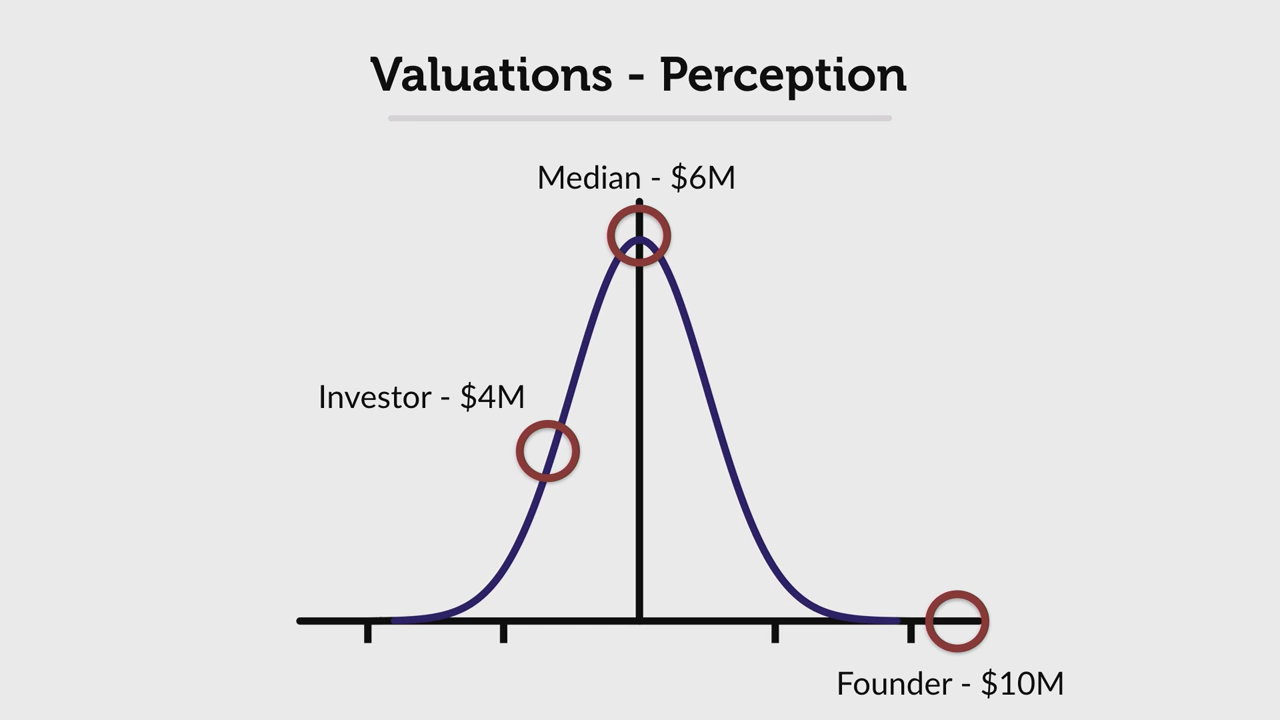 Valuations - Perception
Median - $6M
Investor - $4M
Founder - $10M